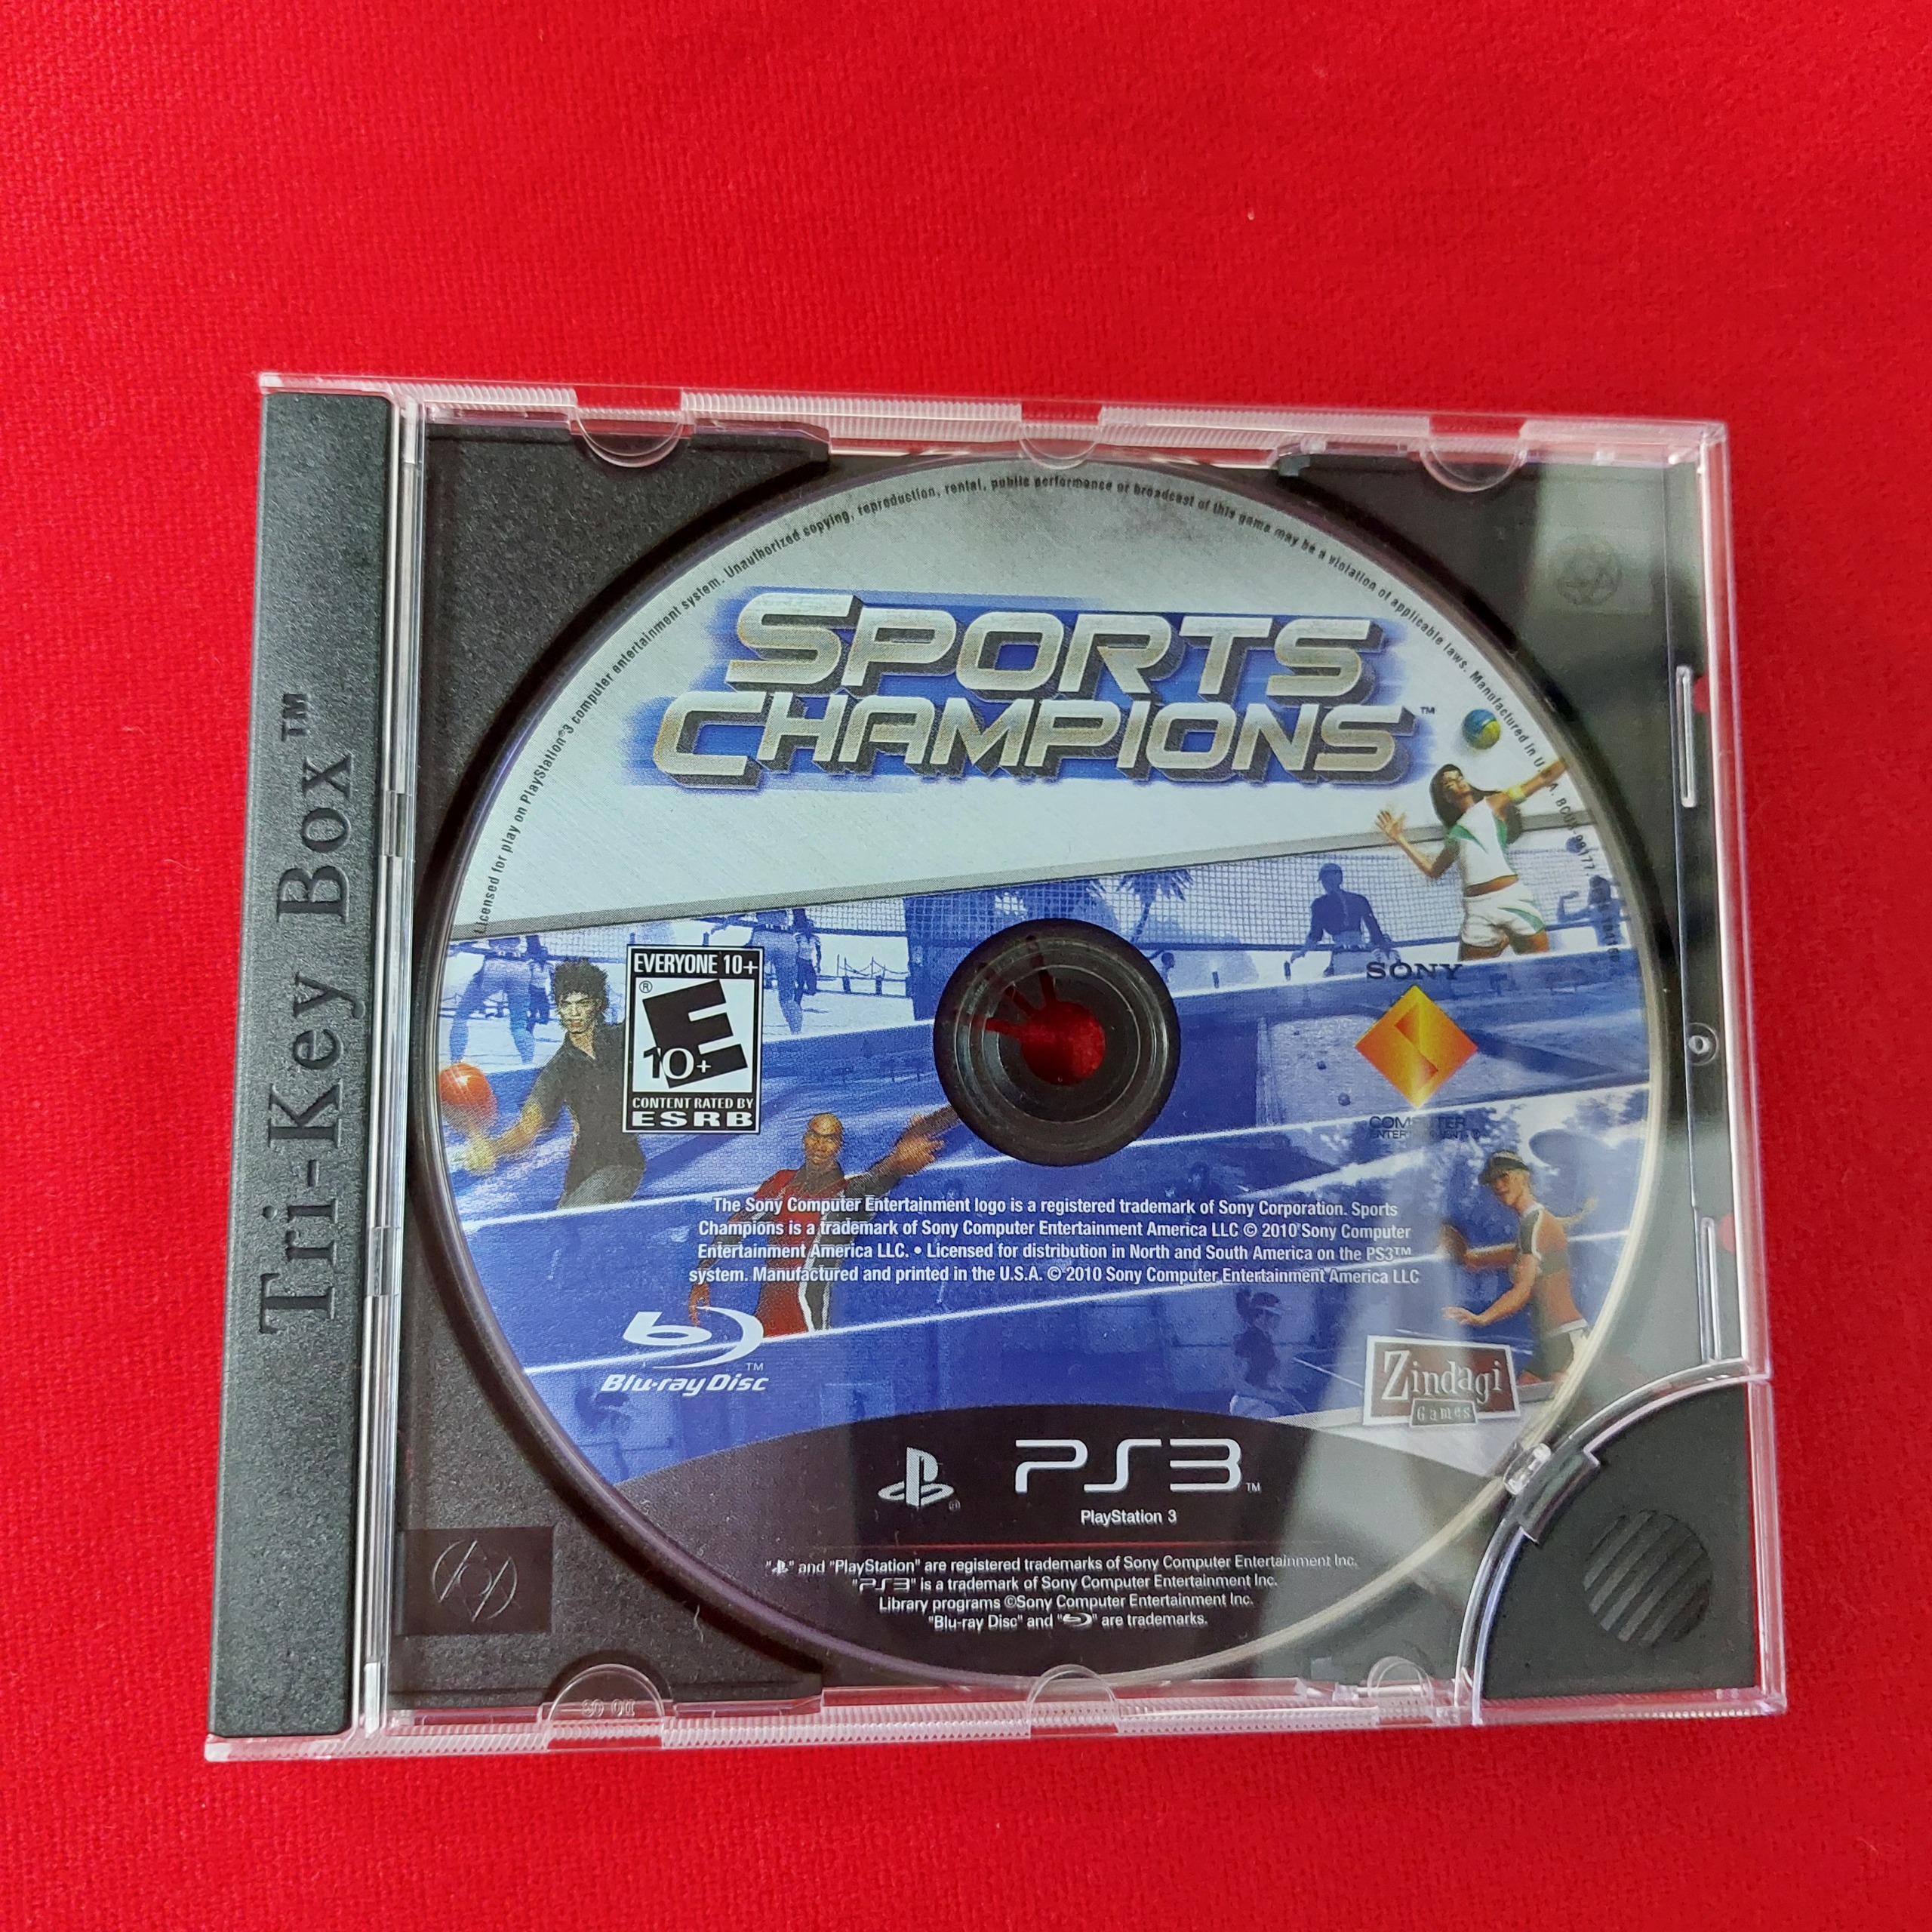 Tri-Key Box™
Licensed for play on PlayStation®3 computer entertainment system. Unauthorized copying, reproduction, rental, public performance or broadcast of this game may be a violation of applicable laws. Manufactured in U.
SPORTS
CHAMPIONS™
EVERYONE 10+
®
E
10+
CONTENT RATED BY
ESRB
SONY
COMPUTER
The Sony Computer Entertainment logo is a registered trademark of Sony Corporation. Sports
Champions is a trademark of Sony Computer Entertainment America LLC © 2010 Sony Computer
Entertainment America LLC. • Licensed for distribution in North and South America on the PS3™
system. Manufactured and printed in the U.S.A. © 2010 Sony Computer Entertainment America LLC
Blu-ray Disc™
Zindagi
Games
PS3™
PlayStation 3
"PS" and "PlayStation" are registered trademarks of Sony Computer Entertainment Inc.
"PS3" is a trademark of Sony Computer Entertainment Inc.
Library programs ©Sony Computer Entertainment Inc.
"Blu-ray Disc" and "" are trademarks.